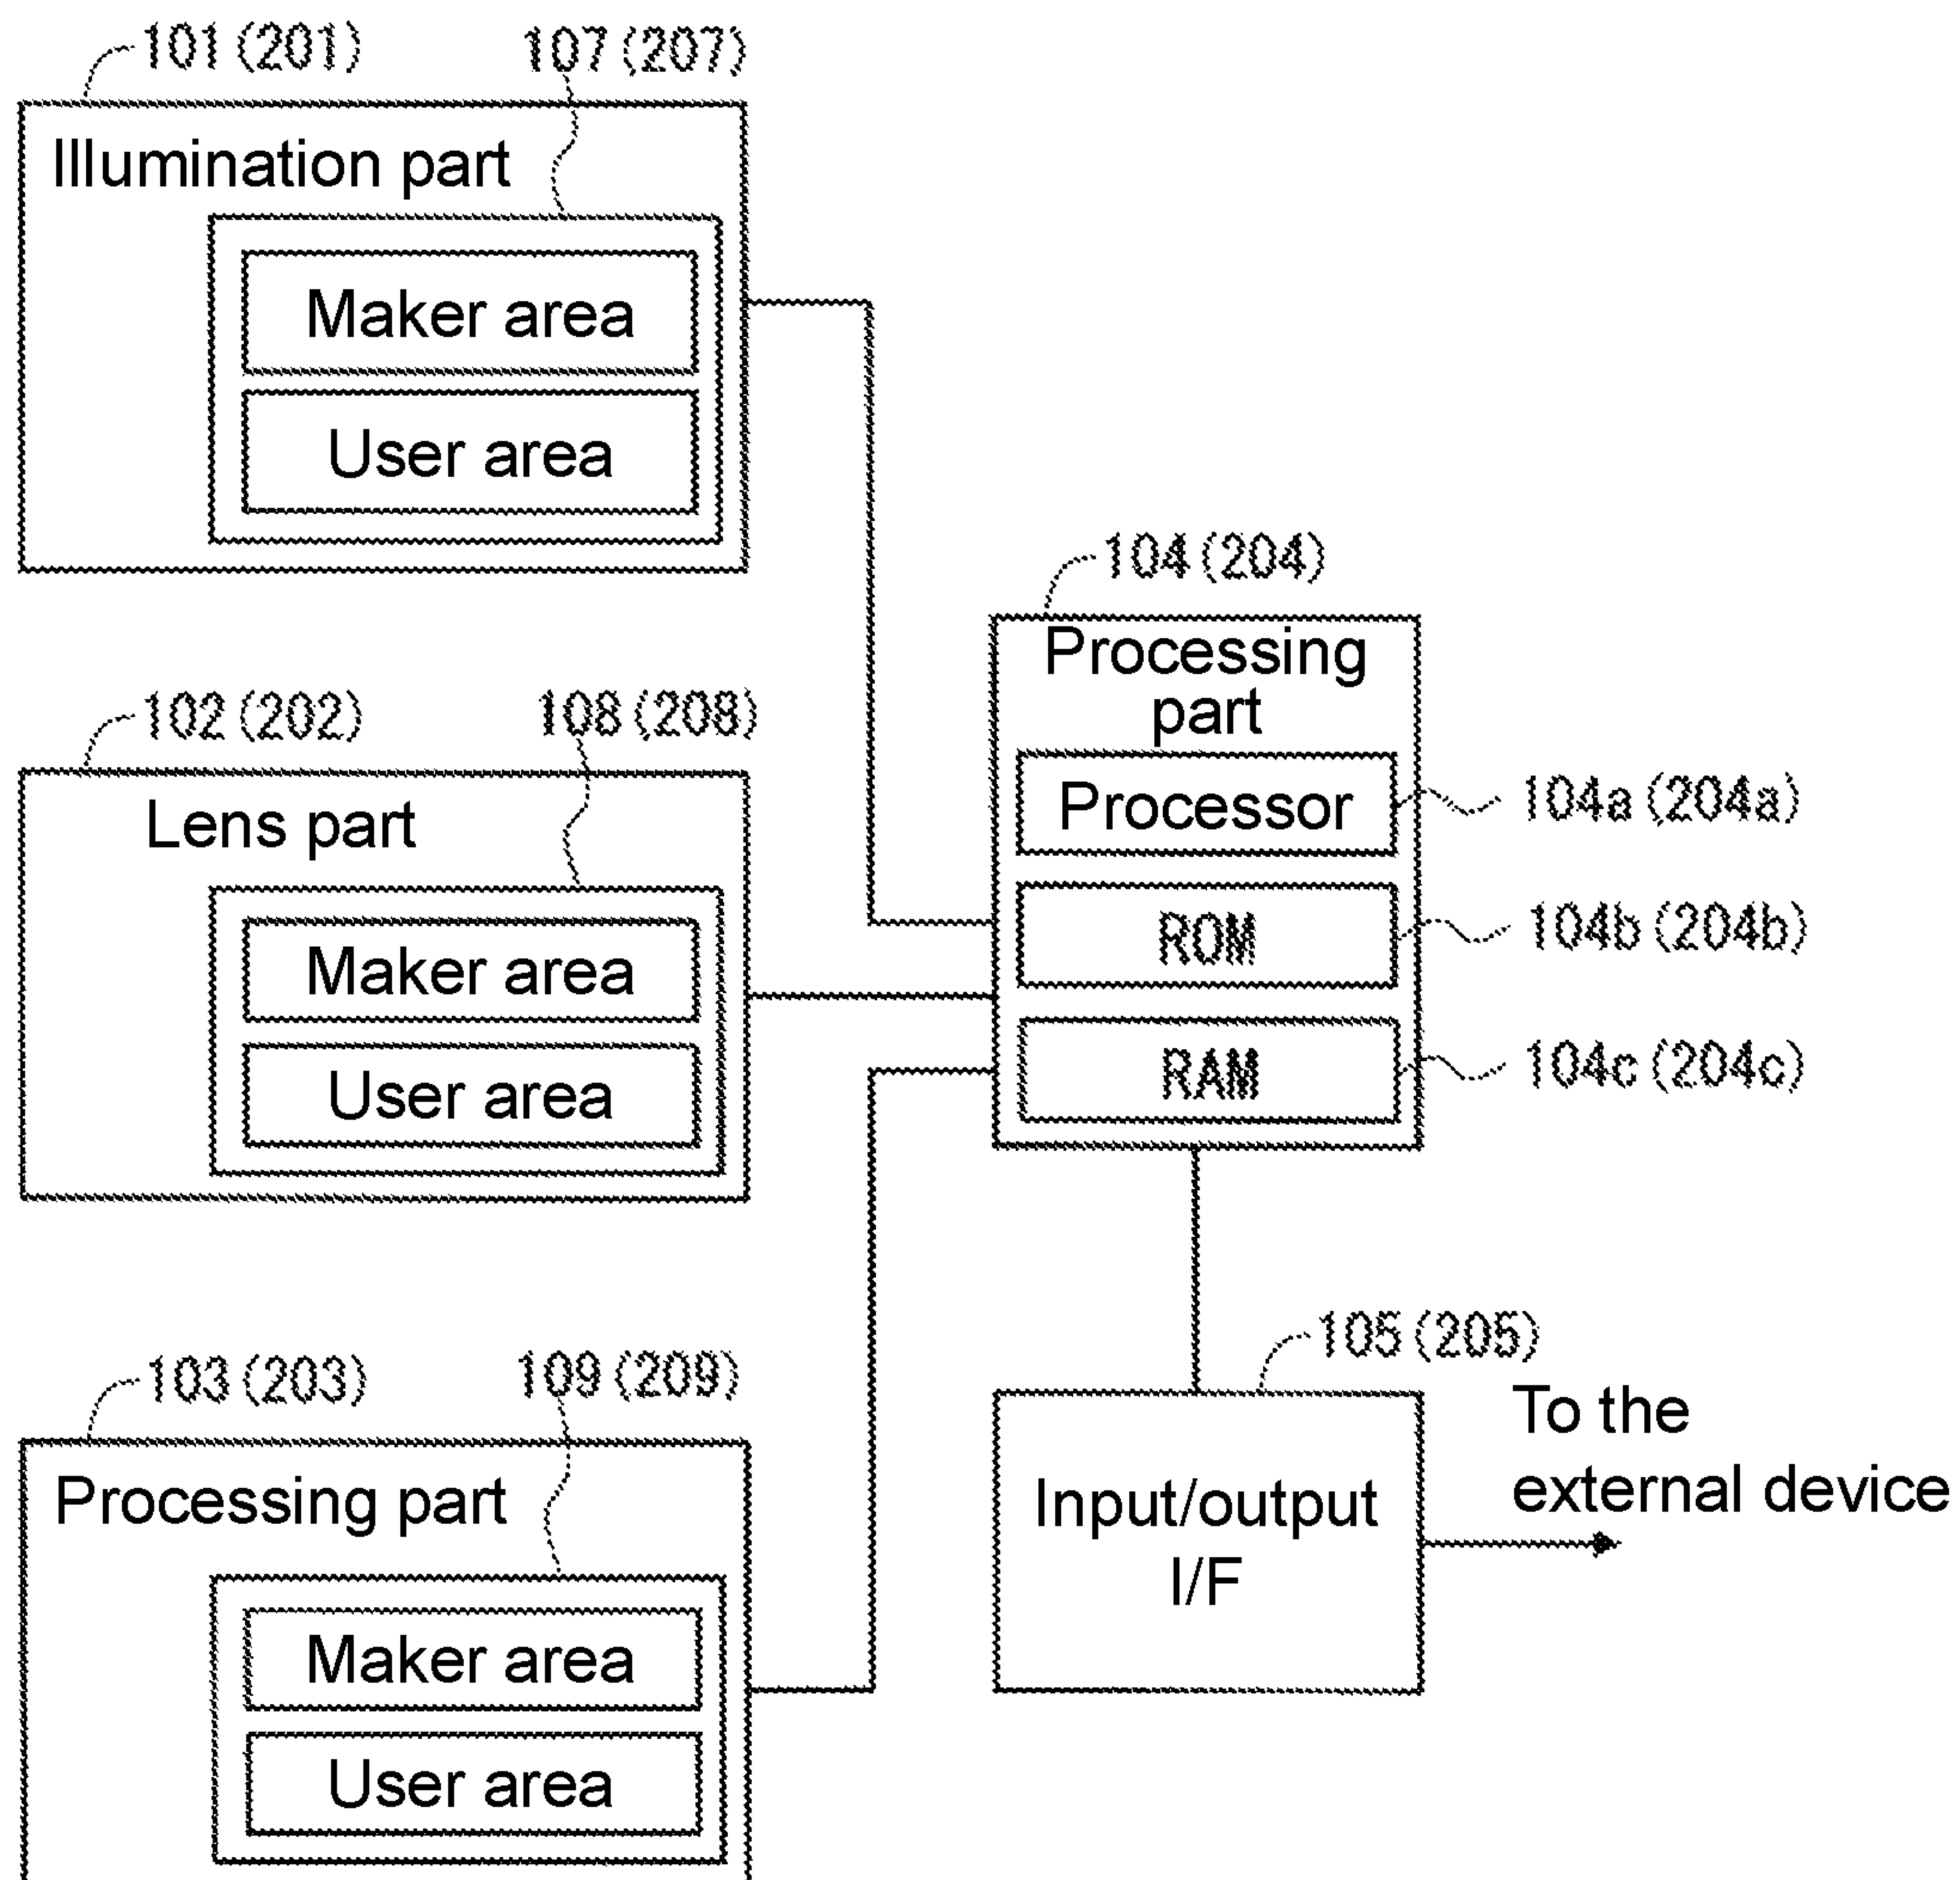 101 (201)
107 (207)
Illumination part
Maker area
User area
104 (204)
Processing
part
Processor
104a (204a)
ROM
104b (204b)
RAM
104c (204c)
102 (202)
108 (208)
Lens part
Maker area
User area
105 (205)
Input/output
I/F
To the
external device
103 (203)
109 (209)
Processing part
Maker area
User area